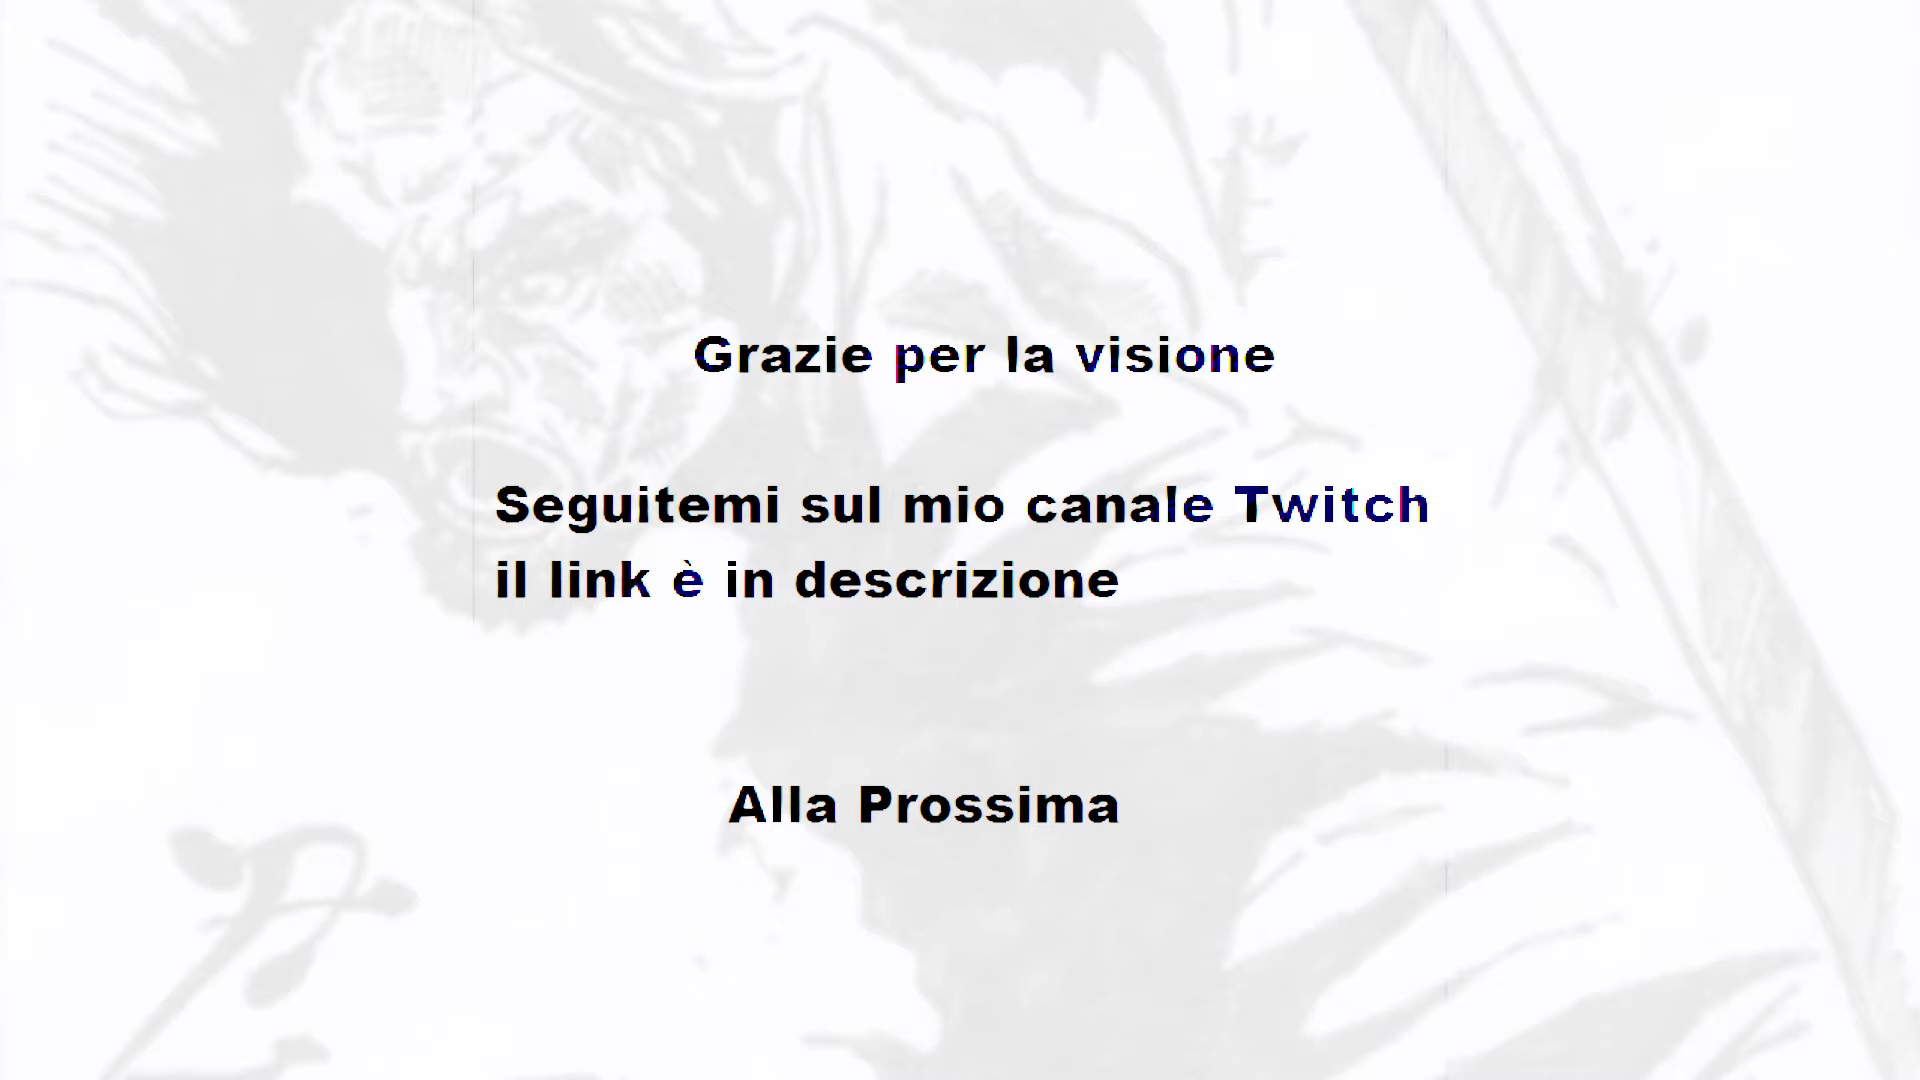 Grazie per la visione
Seguitemi sul mio canale Twitch
il link è in descrizione
Alla Prossima